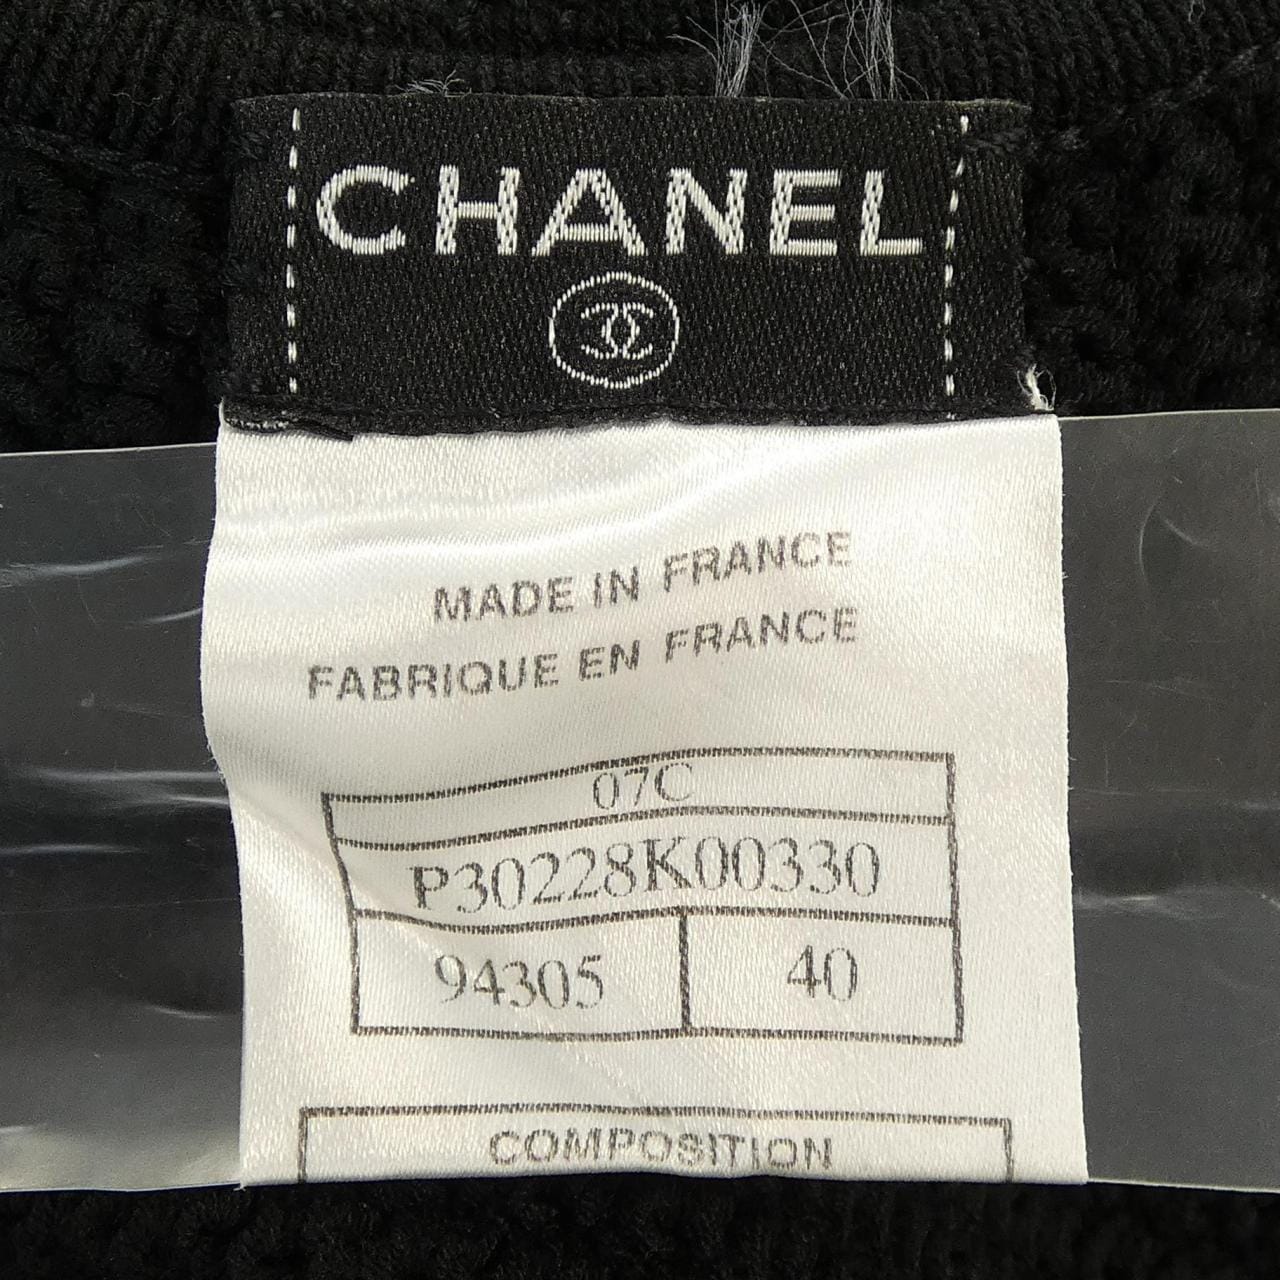 CHANEL
MADE IN FRANCE
FABRIQUE EN FRANCE
07C
P30228K00330
94305 40
COMPOSITION